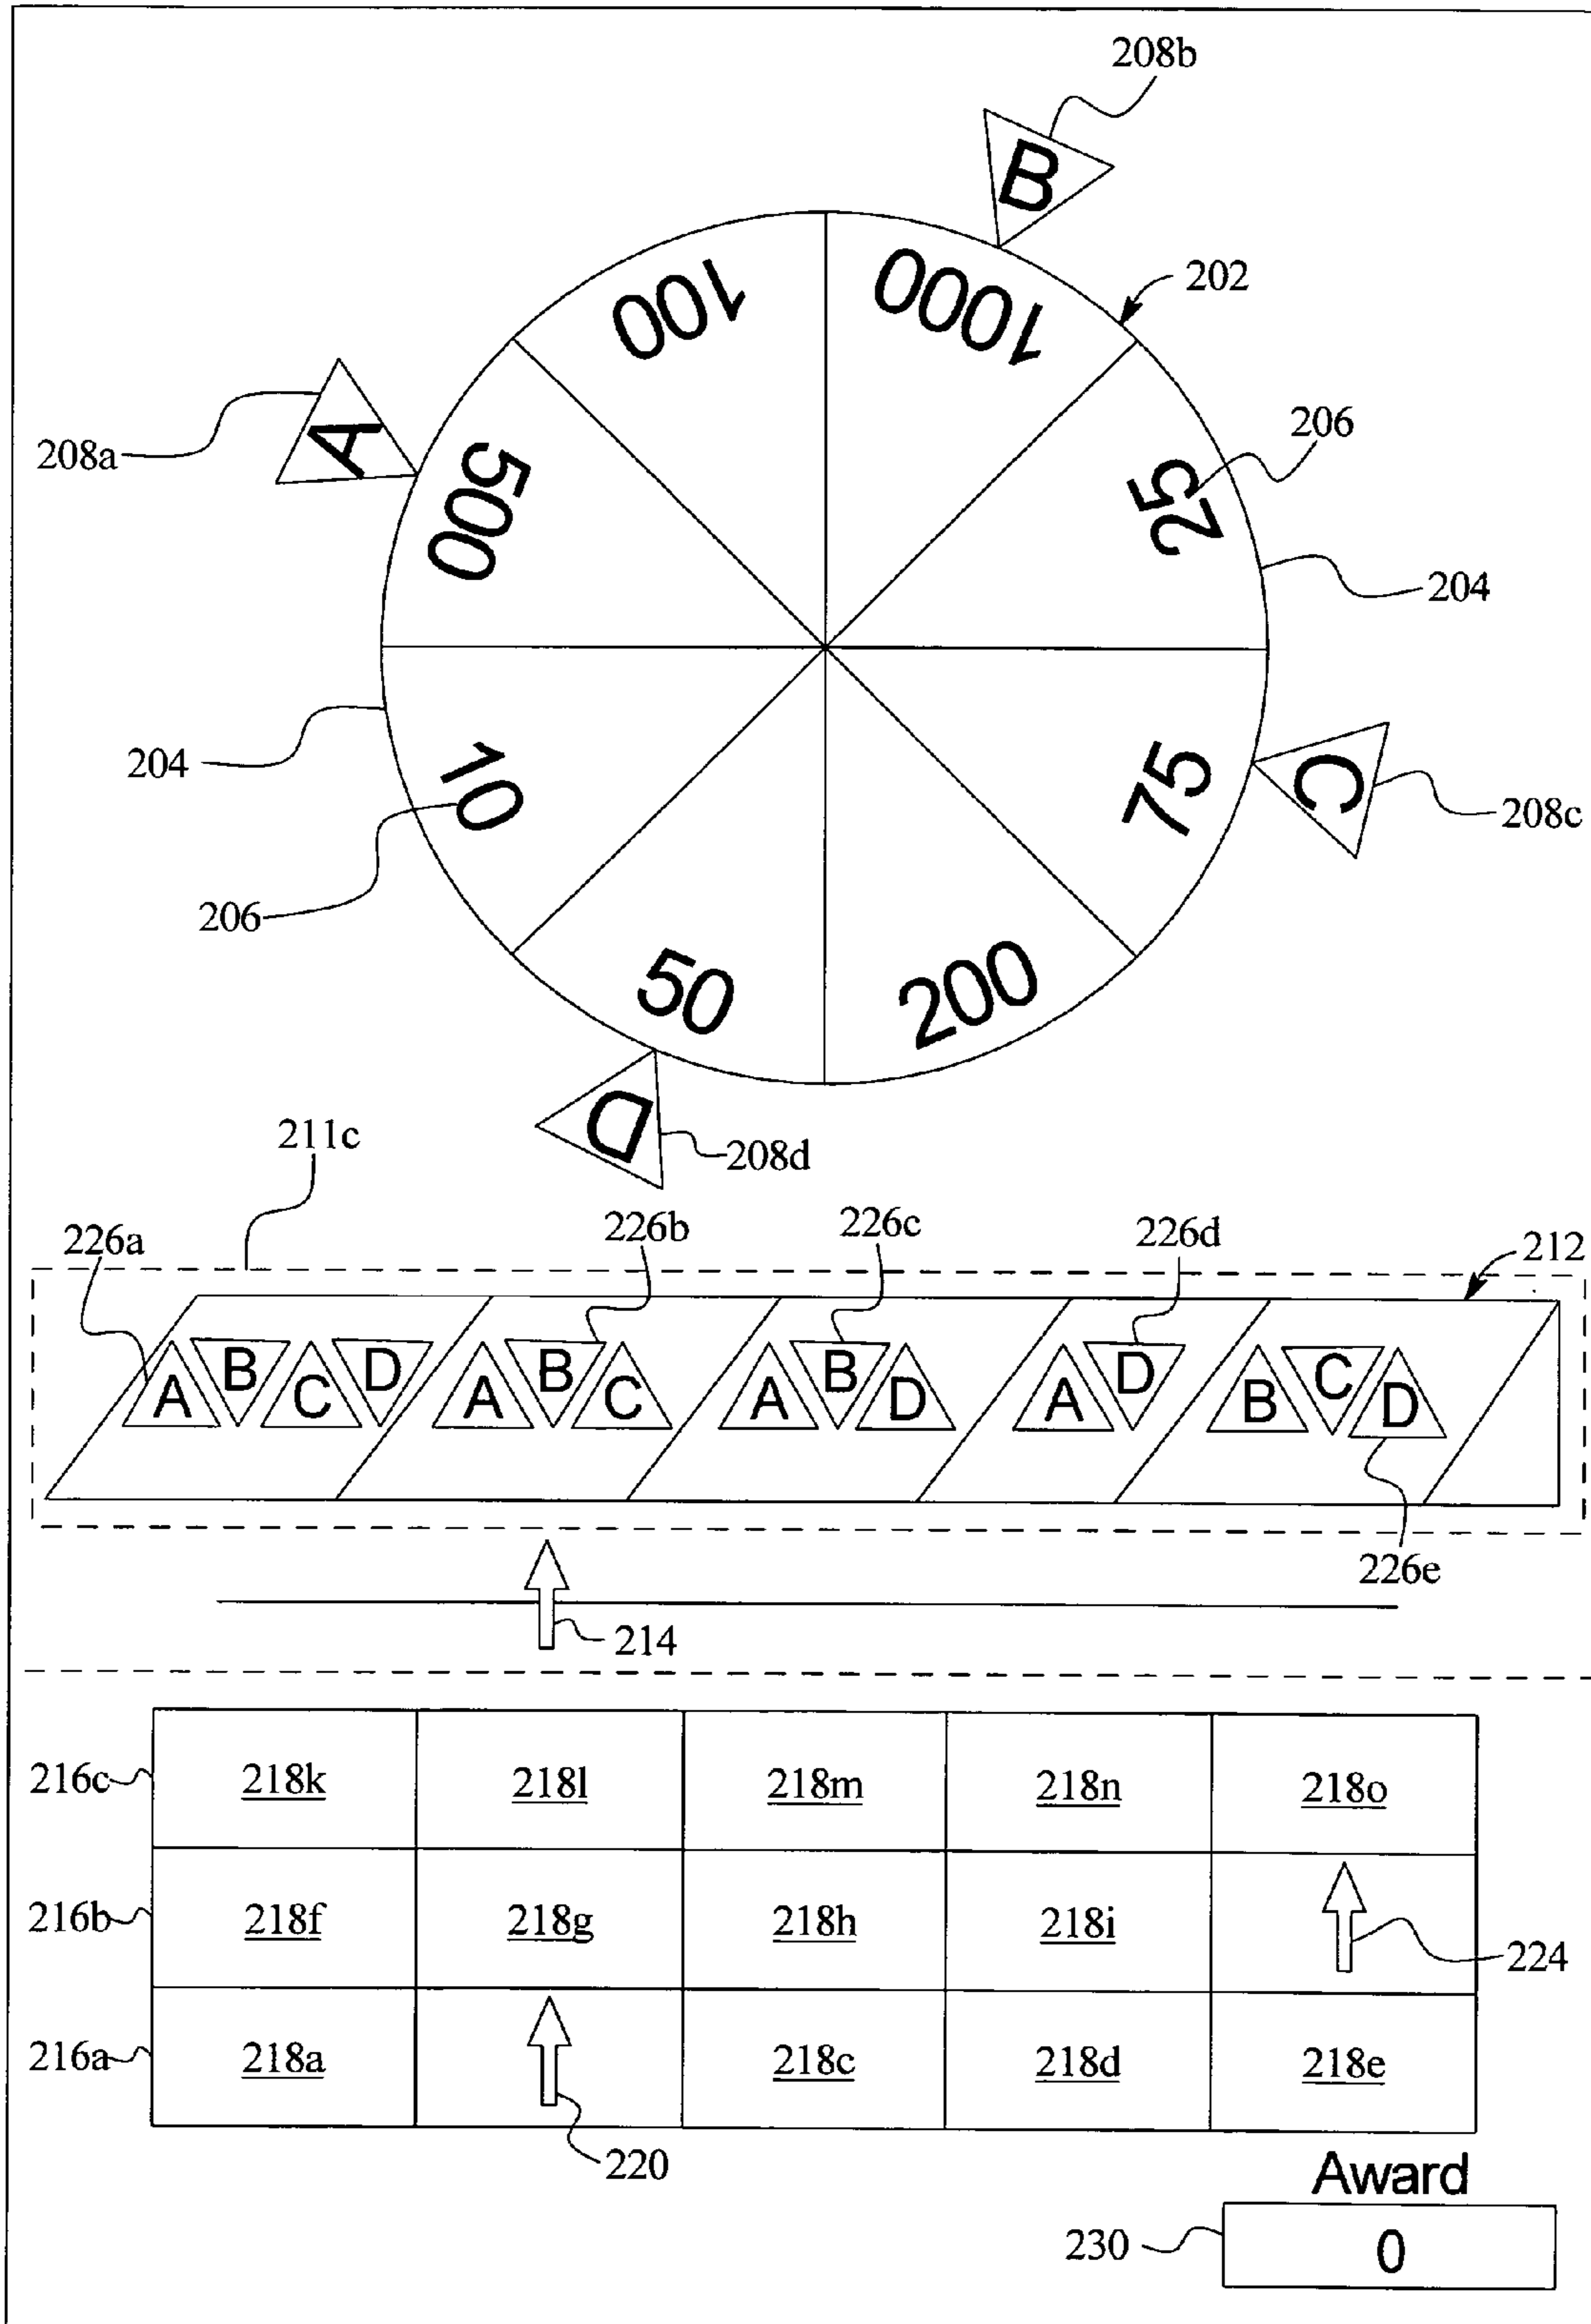 208b
B
202
100
1000
208a
A
500
25
206
204
204
10
75
C
208c
206
50
200
D
208d
211c
226a
226b
226c
226d
212
A B C D A B C A B D A D B C D
226e
214
216c
218k
218l
218m
218n
218o
216b
218f
218g
218h
218i
224
216a
218a
218c
218d
218e
220
Award
230
0